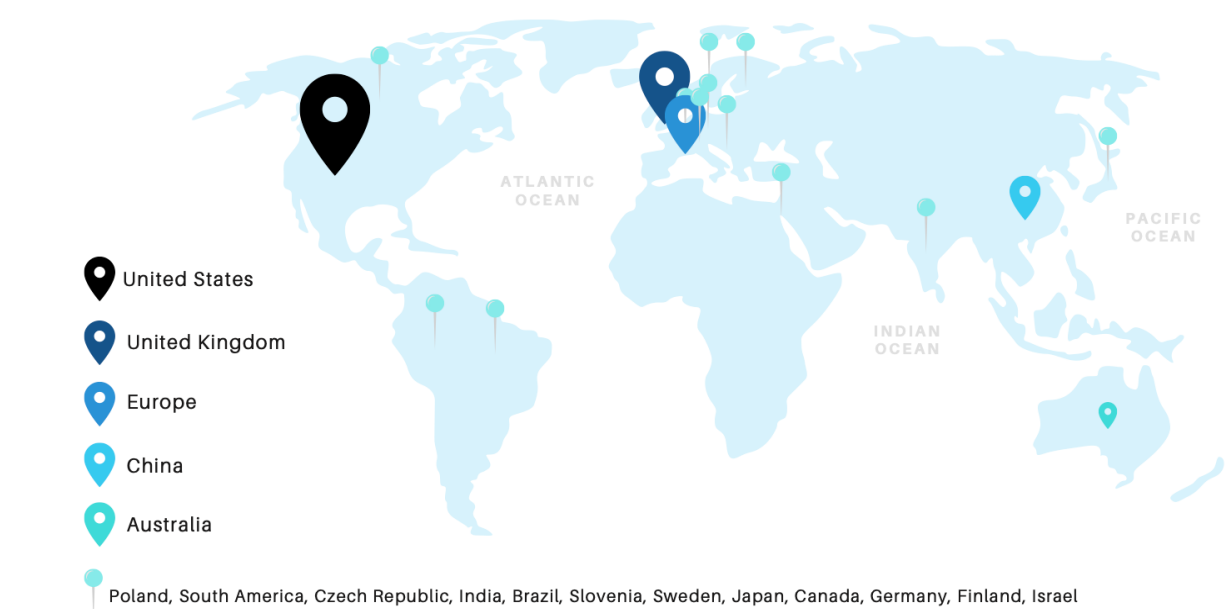 ATLANTIC
OCEAN
PACIFIC
OCEAN
United States
INDIAN
OCEAN
United Kingdom
Europe
China
Australia
Poland, South America, Czech Republic, India, Brazil, Slovenia, Sweden, Japan, Canada, Germany, Finland, Israel